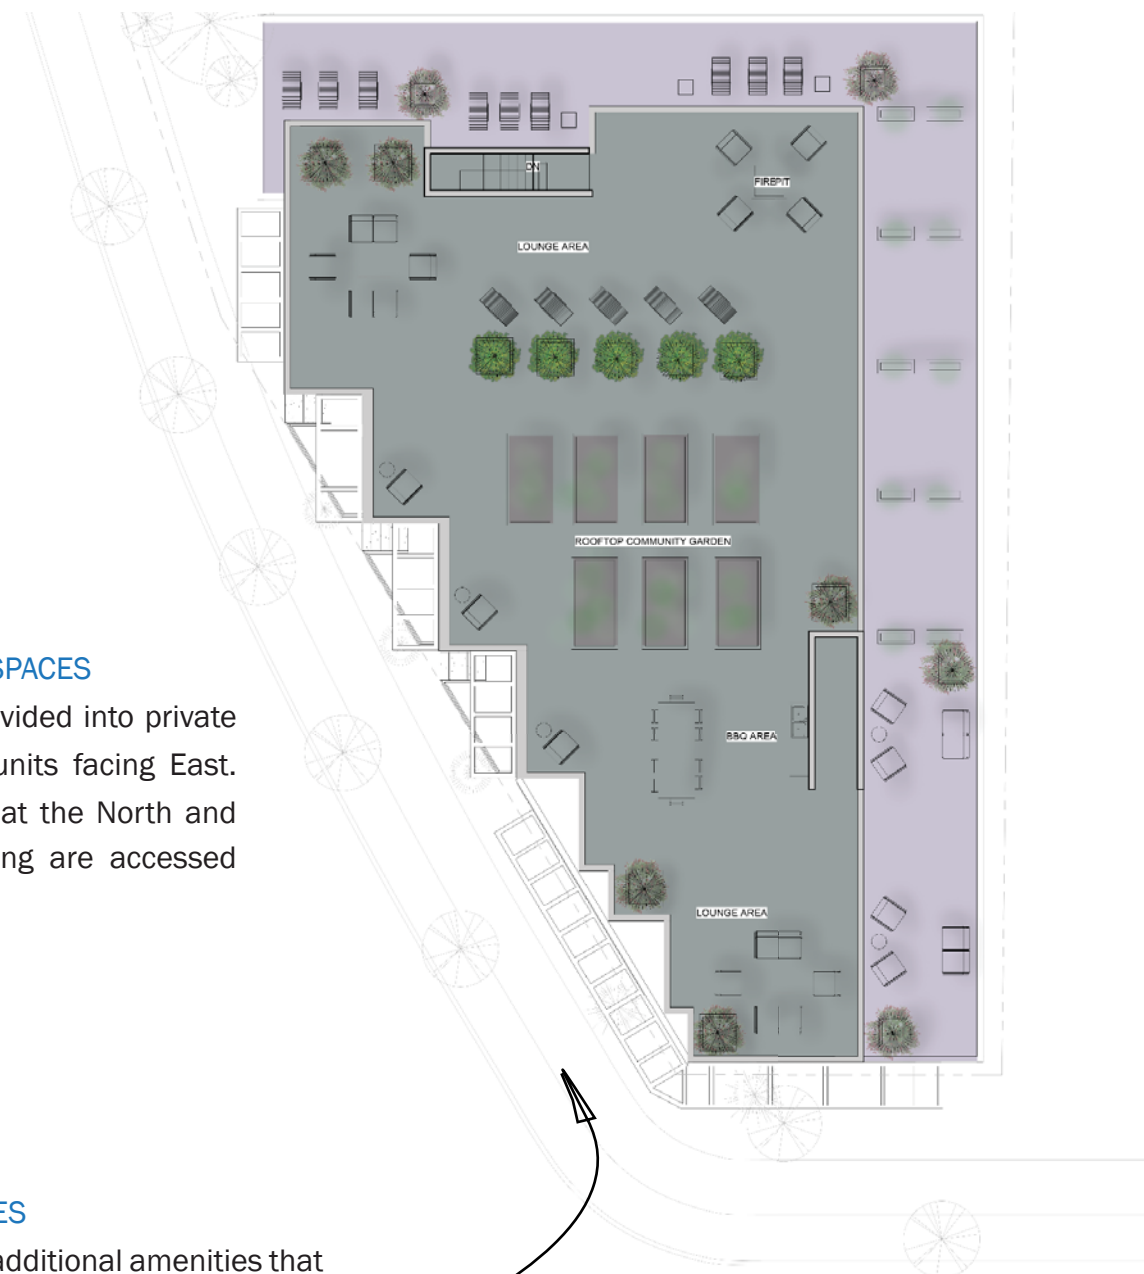 DN
FIREPIT
LOUNGE AREA
ROOFTOP COMMUNITY GARDEN
SPACES
vided into private
units facing East.
at the North and
ng are accessed
BBQ AREA
LOUNGE AREA
ES
additional amenities that